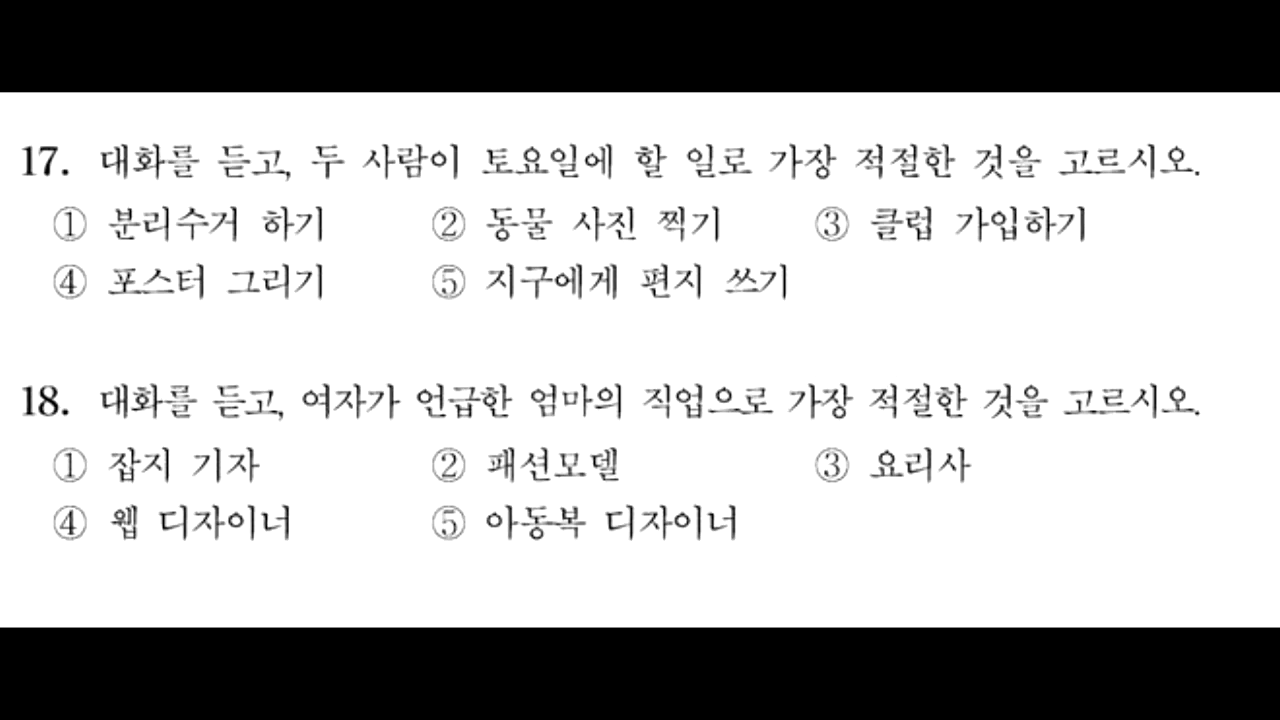 17. 대화를 듣고, 두 사람이 토요일에 할 일로 가장 적절한 것을 고르시오.
① 분리수거 하기 ② 동물 사진 찍기 ③ 클럽 가입하기
④ 포스터 그리기 ⑤ 지구에게 편지 쓰기
18. 대화를 듣고, 여자가 언급한 엄마의 직업으로 가장 적절한 것을 고르시오.
① 잡지 기자 ② 패션모델 ③ 요리사
④ 웹 디자이너 ⑤ 아동복 디자이너